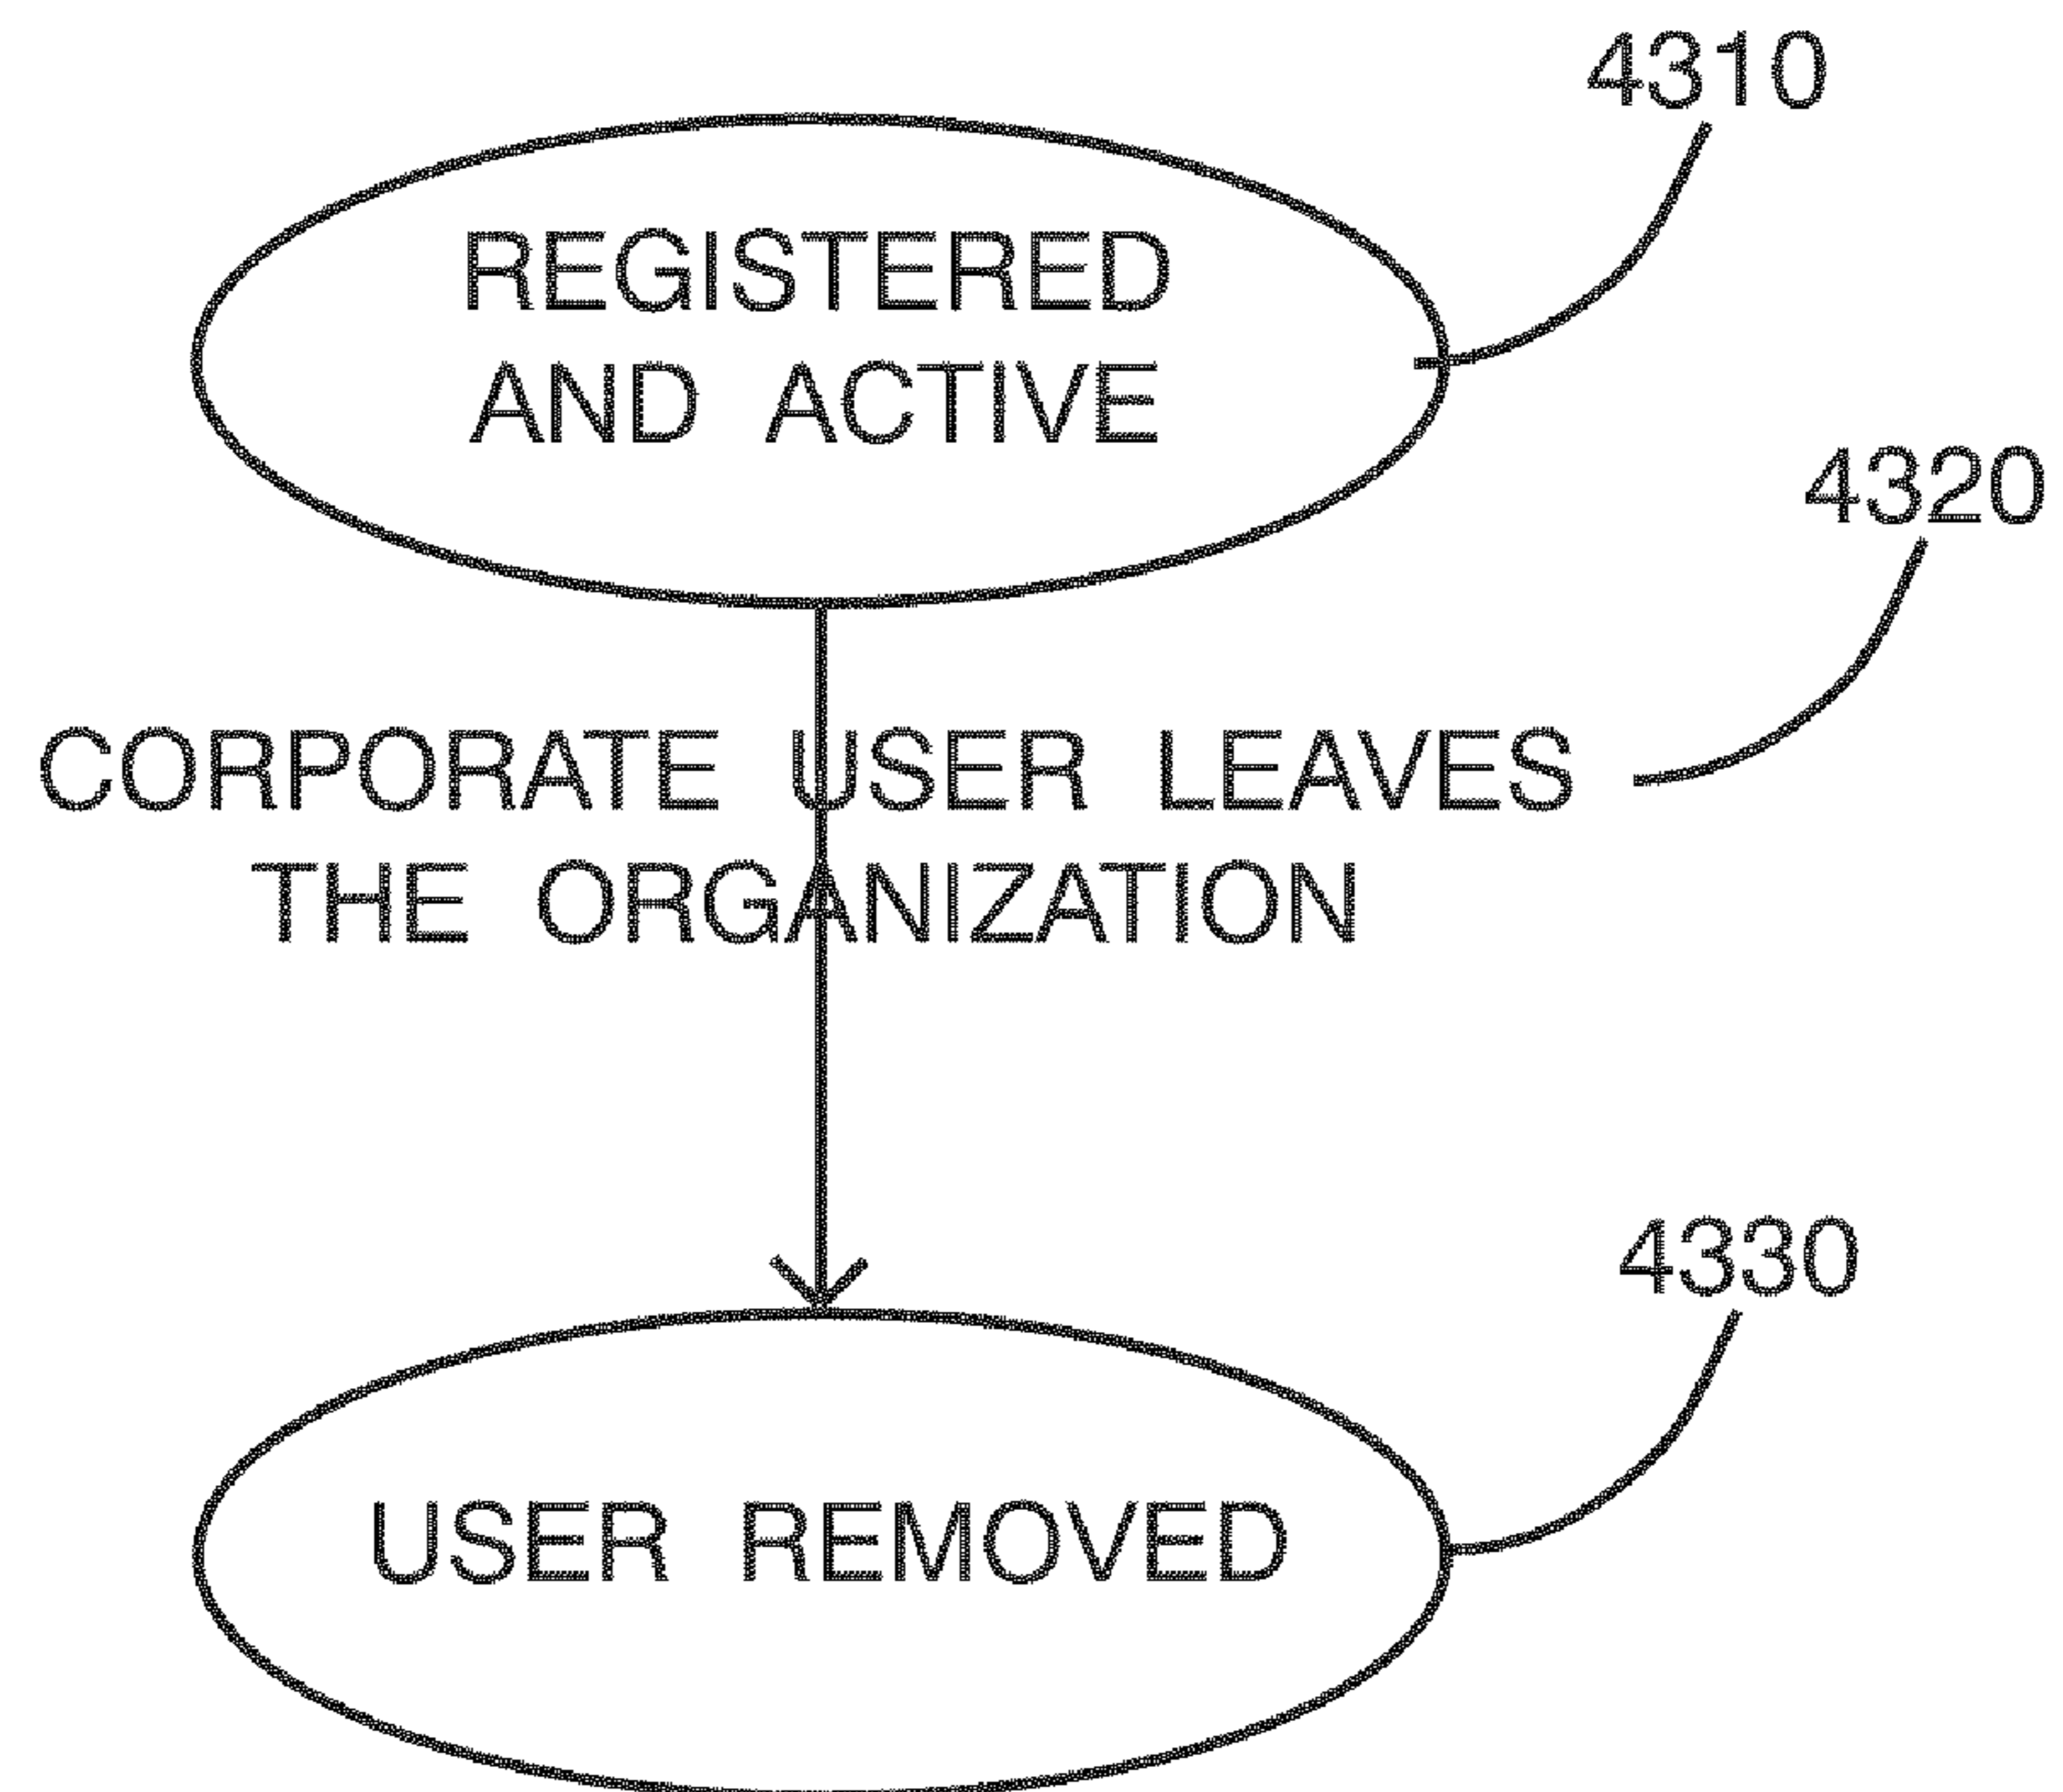 4310
REGISTERED
AND ACTIVE
4320
CORPORATE USER LEAVES
THE ORGANIZATION
4330
USER REMOVED